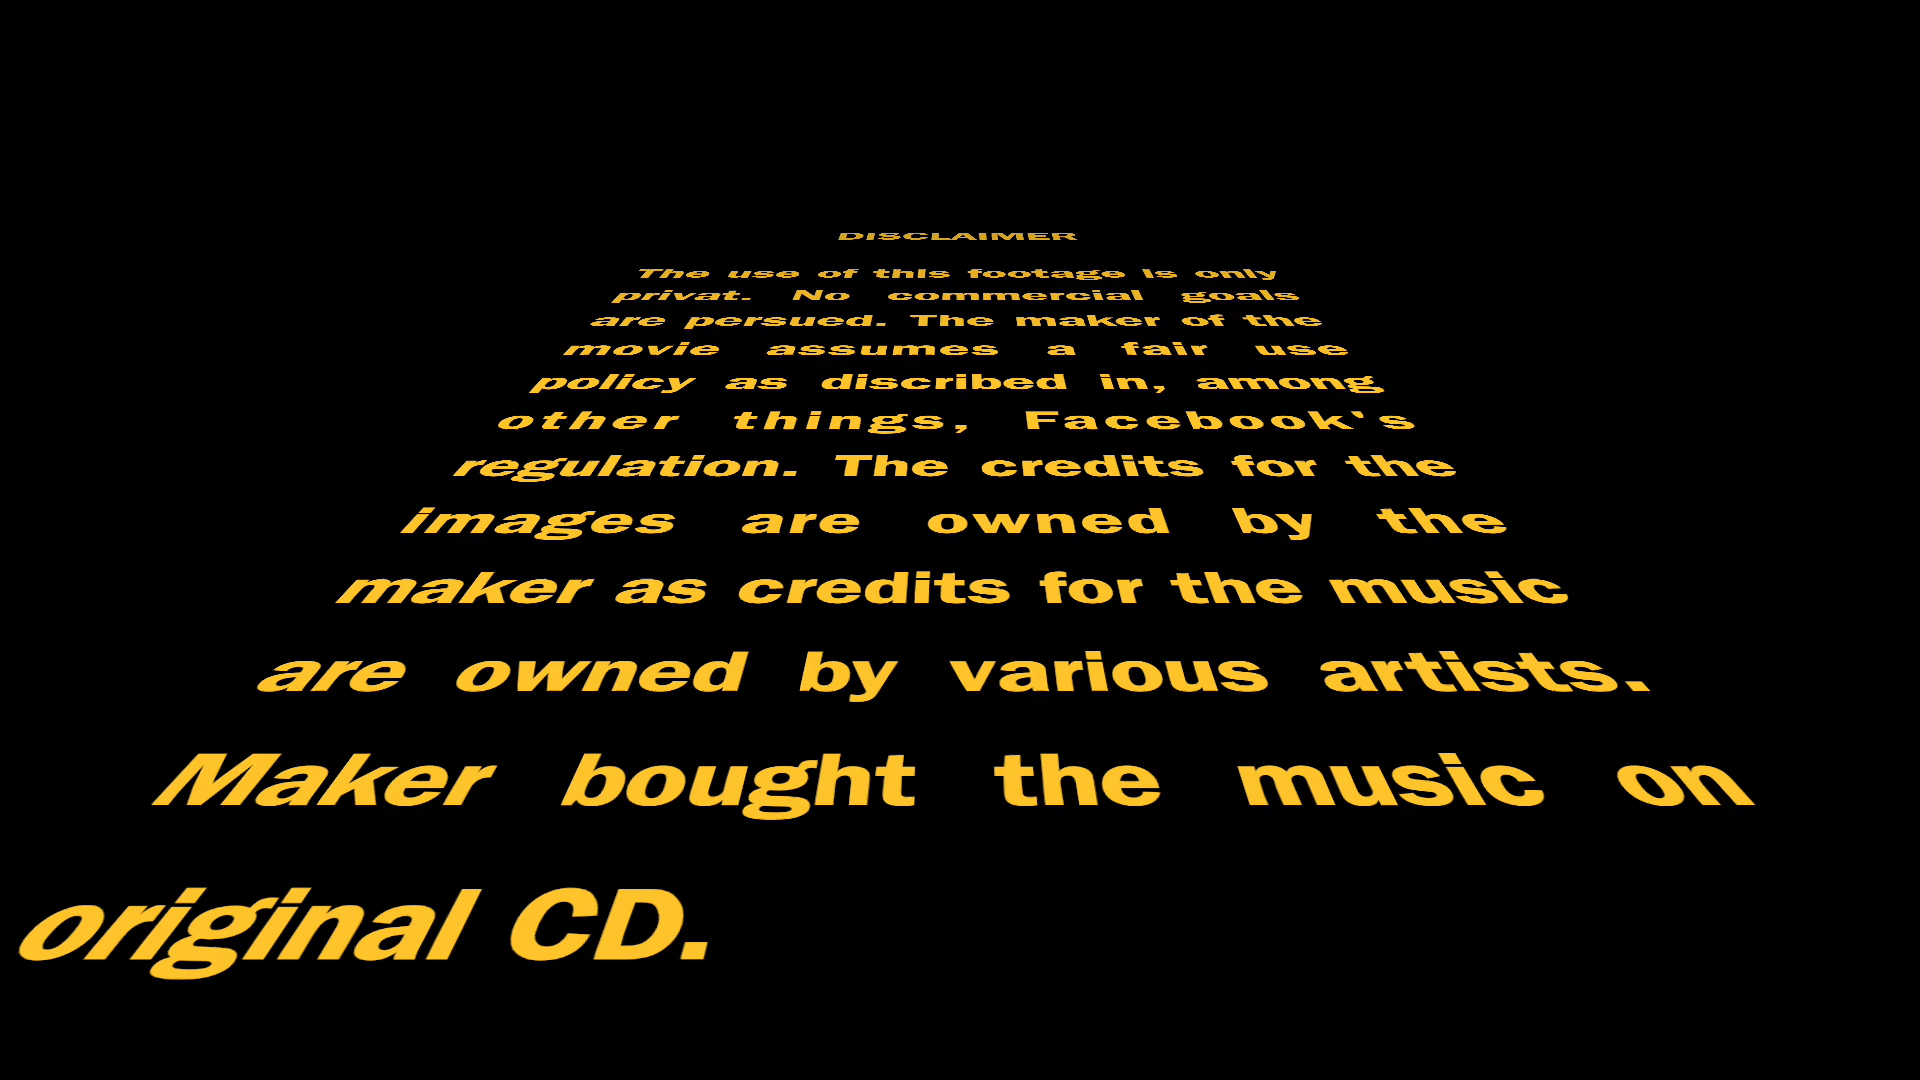 DISCLAIMER
The use of this footage is only
privat. No commercial goals
are persued. The maker of the
movie assumes a fair use
policy as discribed in, among
other things, Facebook's
regulation. The credits for the
images are owned by the
maker as credits for the music
are owned by various artists.
Maker bought the music on
original CD.